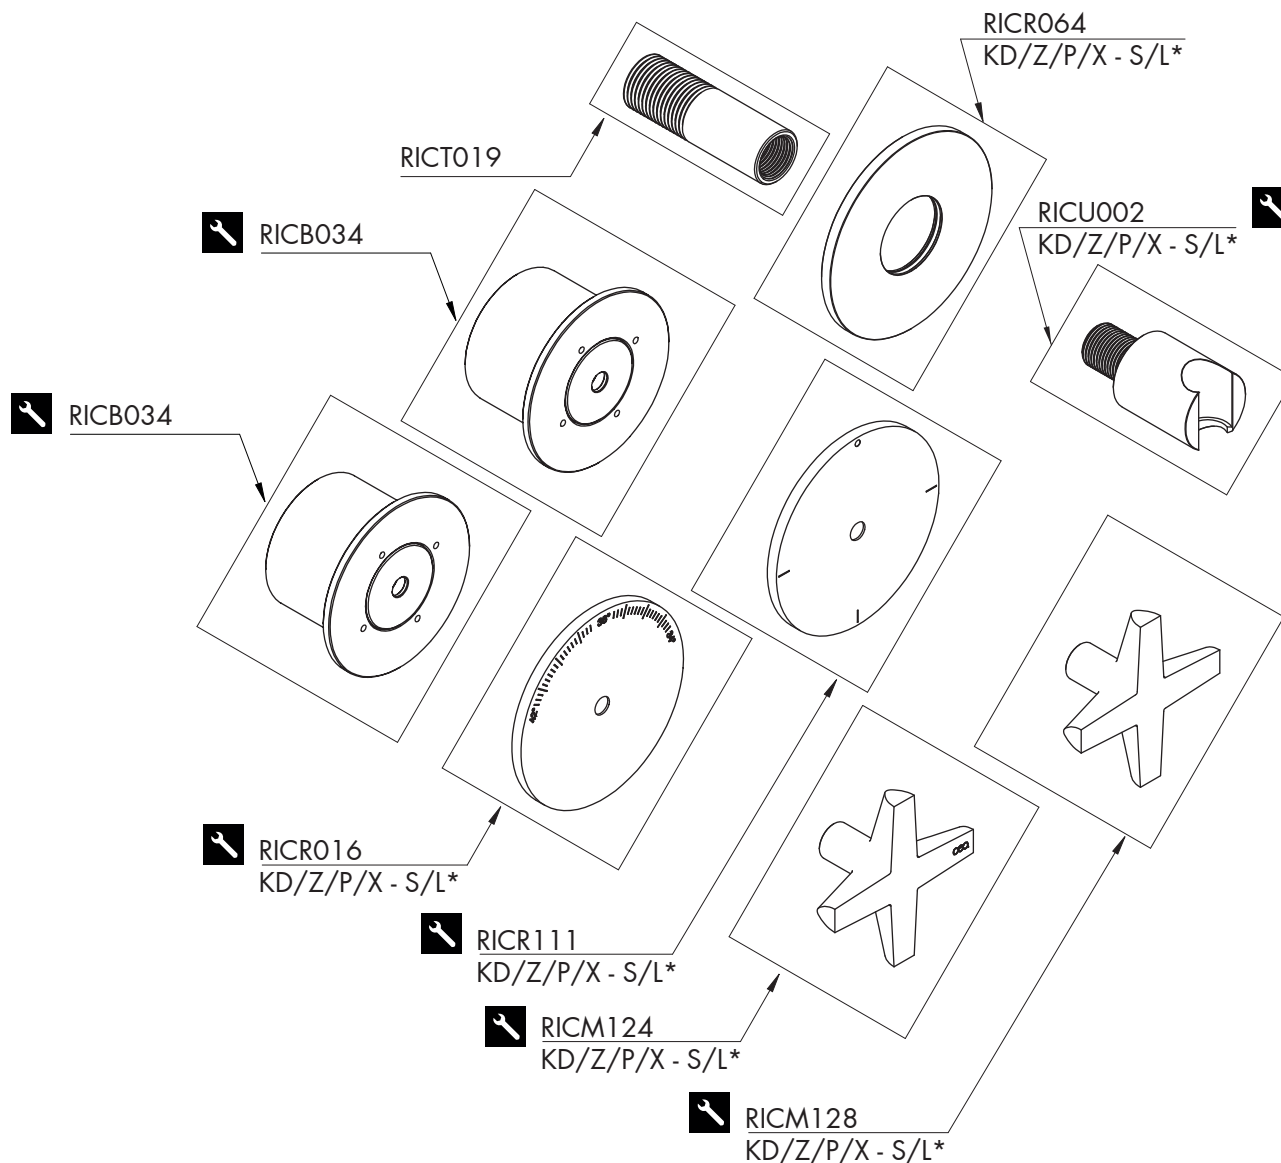 RICR064
KD/Z/P/X - S/L*
RICT019
RICU002
KD/Z/P/X - S/L*
RICB034
RICB034
RICR016
KD/Z/P/X - S/L*
RICR111
KD/Z/P/X - S/L*
RICM124
KD/Z/P/X - S/L*
RICM128
KD/Z/P/X - S/L*